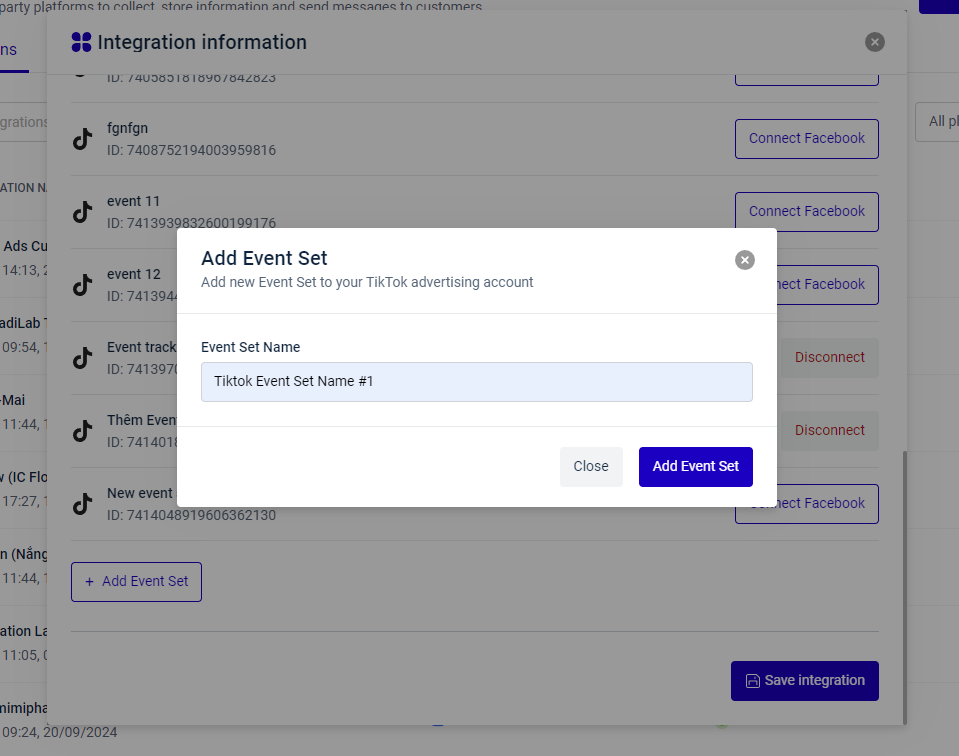 party platforms to collect, store information and send messages to customers.
ns
Integration information
ID: 7405851818967842823
grations
fgnfgn
ID: 7408752194003959816
Connect Facebook
All pl
ATION N
event 11
ID: 7413939832600199176
Connect Facebook
Ads Cu
14:13, 2
event 12
ID: 741394
nect Facebook
Add Event Set
Add new Event Set to your TikTok advertising account
adiLab T
09:54, 1
Event track
ID: 741397
Disconnect
Event Set Name
Tiktok Event Set Name #1
-Mai
11:44, 1
Thêm Even
ID: 741401
Disconnect
Close
Add Event Set
w (IC Flo
17:27, 1
New event
ID: 7414048919606362130
nect Facebook
n (Nắng
11:44, 1
+ Add Event Set
ation La
11:05, 0
Save integration
mimipha
09:24, 20/09/2024